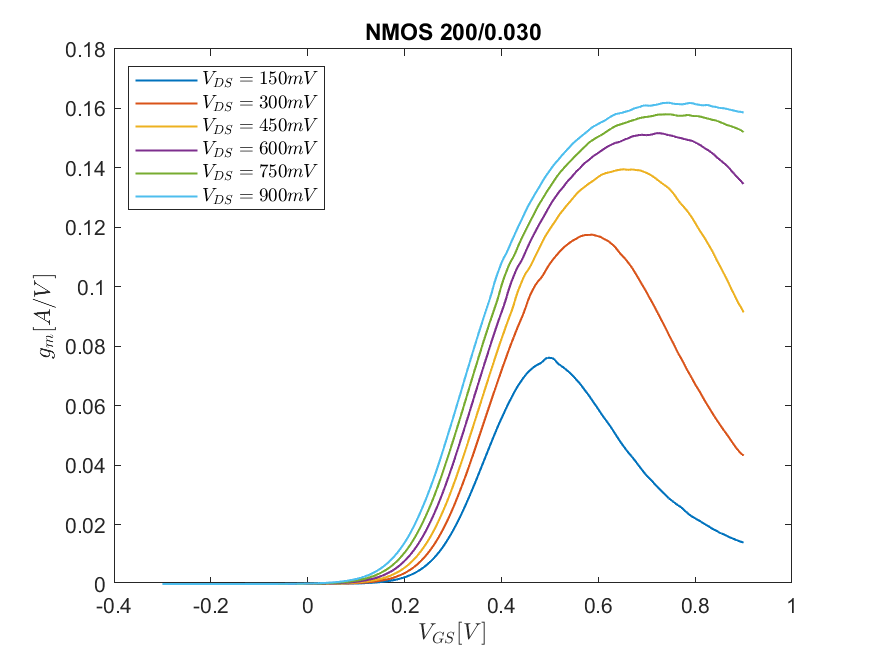 NMOS 200/0.030
0.18
0.16
0.14
0.12
0.1
0.08
0.06
0.04
0.02
0
g_m[A/V]
V_DS = 150mV
V_DS = 300mV
V_DS = 450mV
V_DS = 600mV
V_DS = 750mV
V_DS = 900mV
-0.4 -0.2 0 0.2 0.4 0.6 0.8 1
V_GS[V]